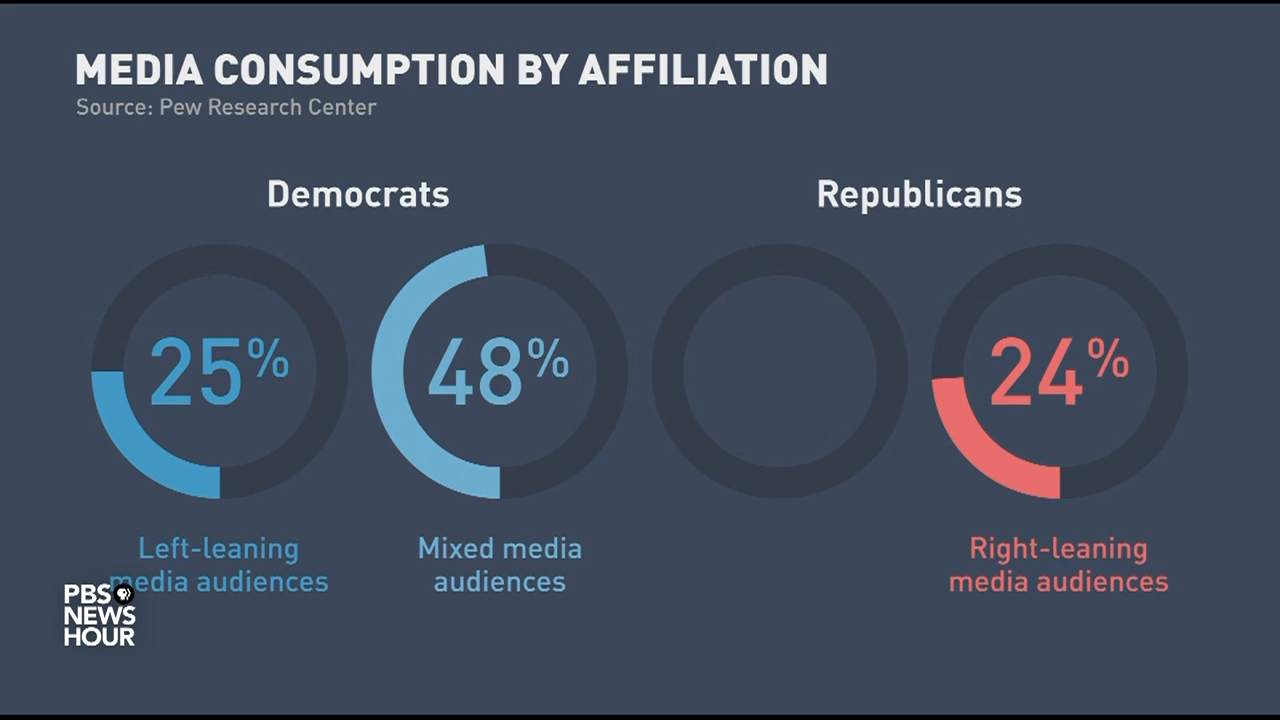 MEDIA CONSUMPTION BY AFFILIATION
Source: Pew Research Center
Democrats
Republicans
25%
48%
24%
Left-leaning
media audiences
Mixed media
audiences
Right-leaning
media audiences
PBS
NEWS
HOUR